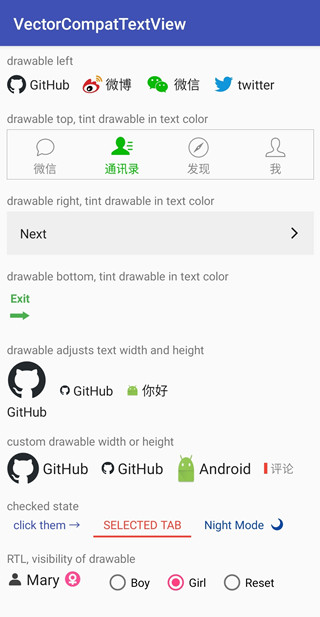 VectorCompatTextView
drawable left
GitHub 微博 微信 twitter
drawable top, tint drawable in text color
微信 通讯录 发现 我
drawable right, tint drawable in text color
Next
drawable bottom, tint drawable in text color
Exit
drawable adjusts text width and height
GitHub 你好
GitHub
custom drawable width or height
GitHub GitHub Android 评论
checked state
click them → SELECTED TAB Night Mode
RTL, visibility of drawable
Mary Boy Girl Reset